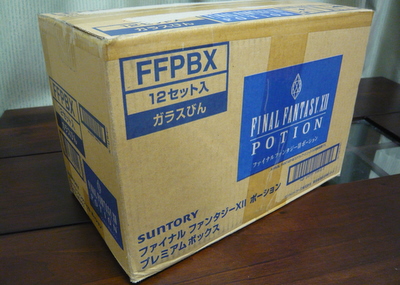 FFPBX
12セット入
ガラスびん
FINAL FANTASY XII
POTION
ファイナルファンタジーXII ポーション
SUNTORY
ファイナル ファンタジーXII ポーション
プレミアム ボックス